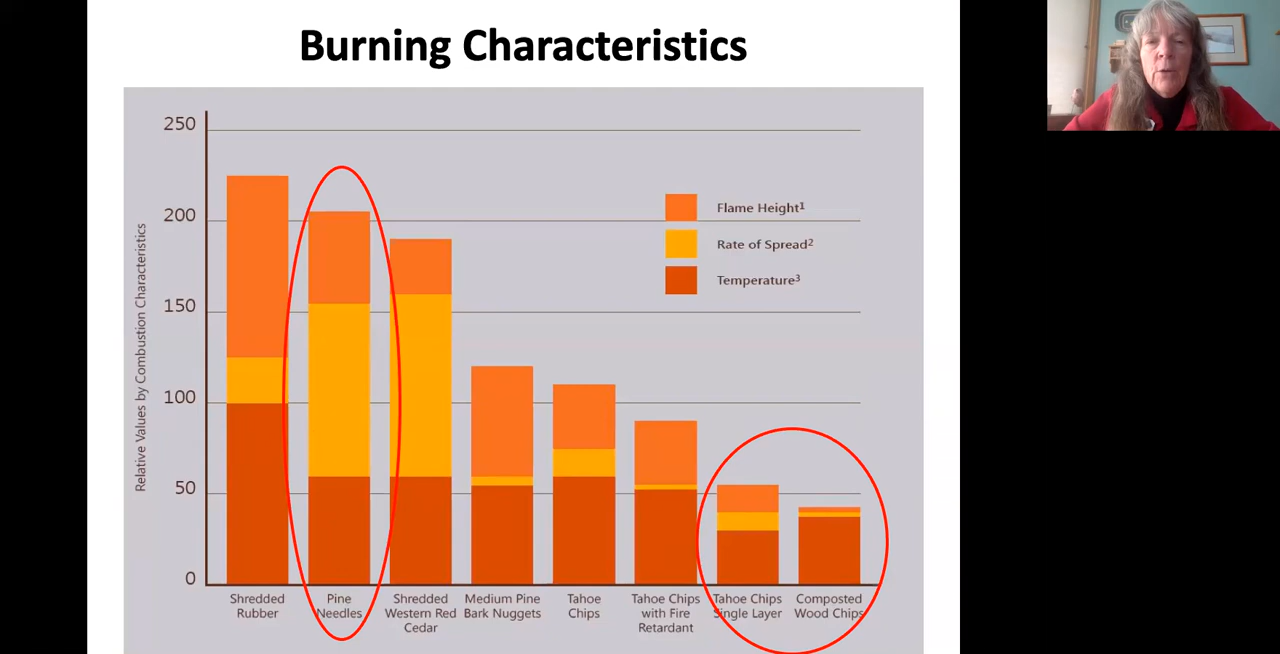 Burning Characteristics
Relative Values by Combustion Characteristics
250
200
150
100
50
0
Flame Height¹
Rate of Spread²
Temperature³
Shredded
Rubber
Pine
Needles
Shredded
Western Red
Cedar
Medium Pine
Bark Nuggets
Tahoe
Chips
Tahoe Chips
with Fire
Retardant
Tahoe Chips
Single Layer
Composted
Wood Chips